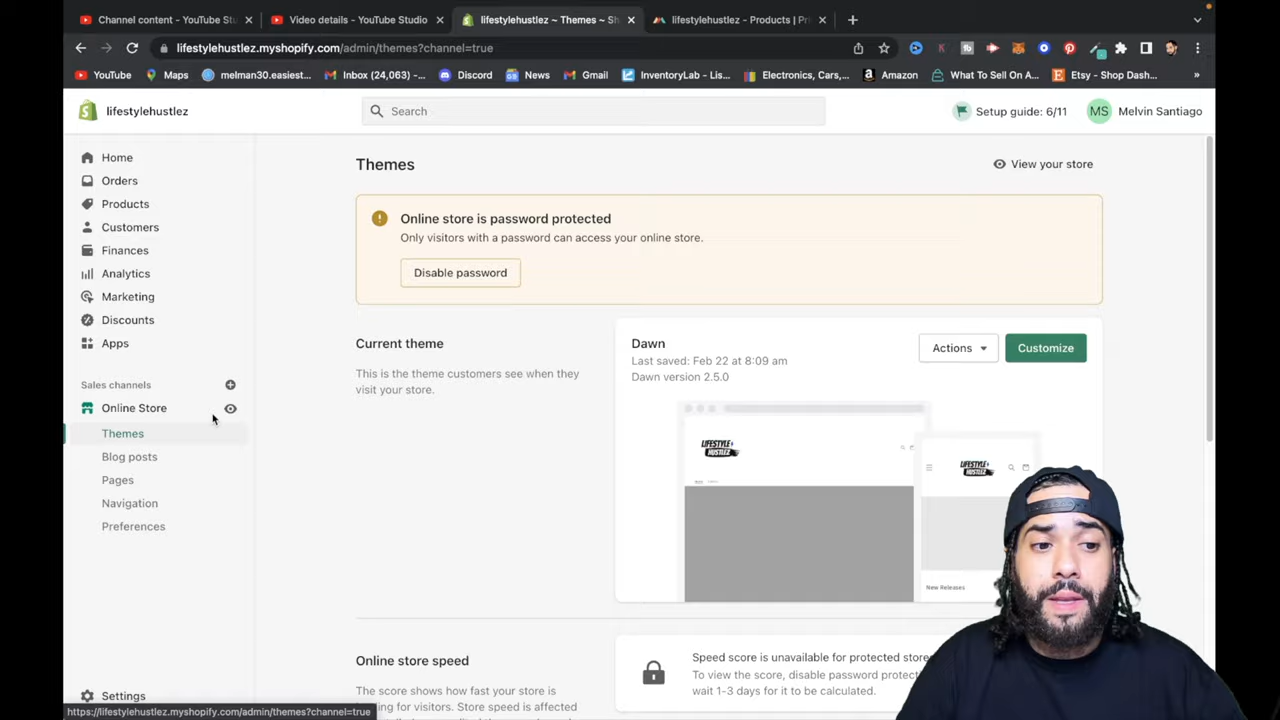 Channel content - YouTube Stu
Video details - YouTube Studio
lifestylehustlez ~ Themes ~ Sh
lifestylehustlez - Products | Pri
lifestylehustlez.myshopify.com/admin/themes?channel=true
YouTube
Maps
melman30.easiest...
Inbox (24,063) -...
Discord
News
Gmail
InventoryLab - Lis...
Electronics, Cars,...
Amazon
What To Sell On A...
Etsy - Shop Dash...
»
lifestylehustlez
Search
Setup guide: 6/11
MS
Melvin Santiago
Home
Orders
Products
Customers
Finances
Analytics
Marketing
Discounts
Apps
Sales channels
Online Store
Themes
Blog posts
Pages
Navigation
Preferences
Settings
https://lifestylehustlez.myshopify.com/admin/themes?channel=true
Themes
View your store
Online store is password protected
Only visitors with a password can access your online store.
Disable password
Current theme
This is the theme customers see when they
visit your store.
Dawn
Last saved: Feb 22 at 8:09 am
Dawn version 2.5.0
Actions
Customize
LIFESTYLE
HUSTLEZ
LIFESTYLE
HUSTLEZ
New Releases
Online store speed
The score shows how fast your store is
for visitors. Store speed is affected
Speed score is unavailable for protected store
To view the score, disable password protect
wait 1-3 days for it to be calculated.